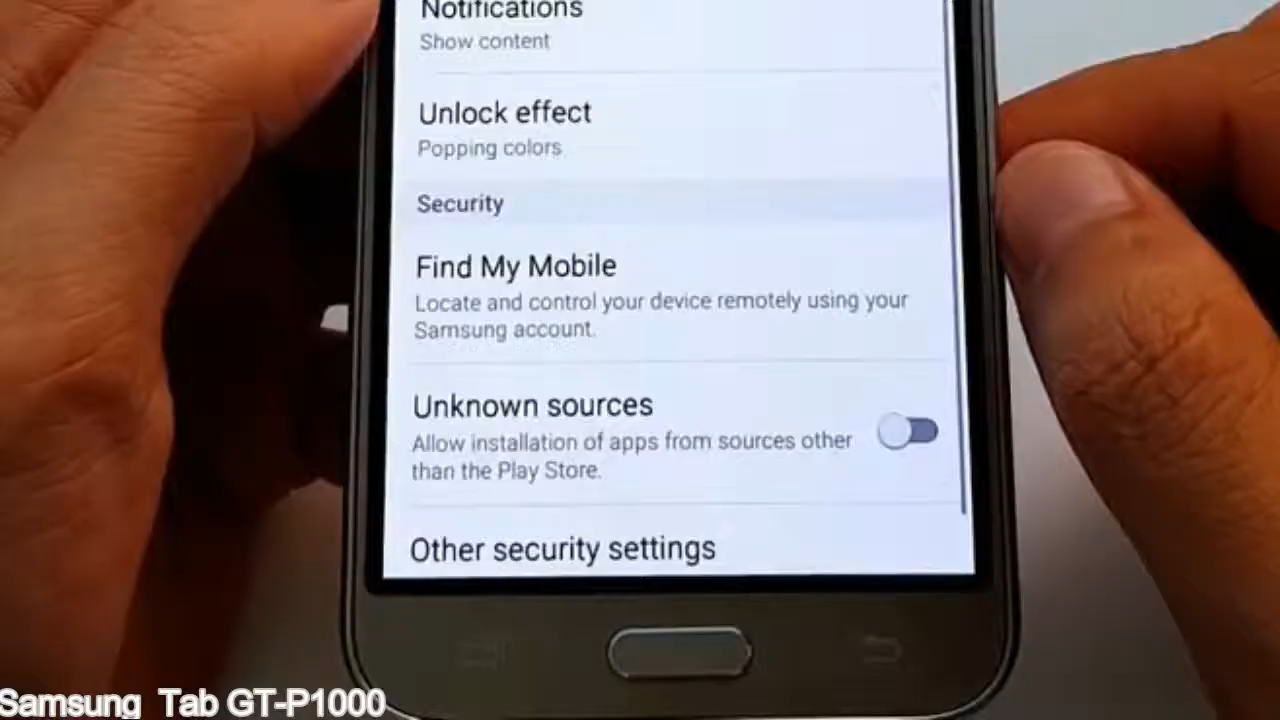 Notifications
Show content
Unlock effect
Popping colors
Security
Find My Mobile
Locate and control your device remotely using your
Samsung account.
Unknown sources
Allow installation of apps from sources other
than the Play Store.
Other security settings
Samsung Tab GT-P1000